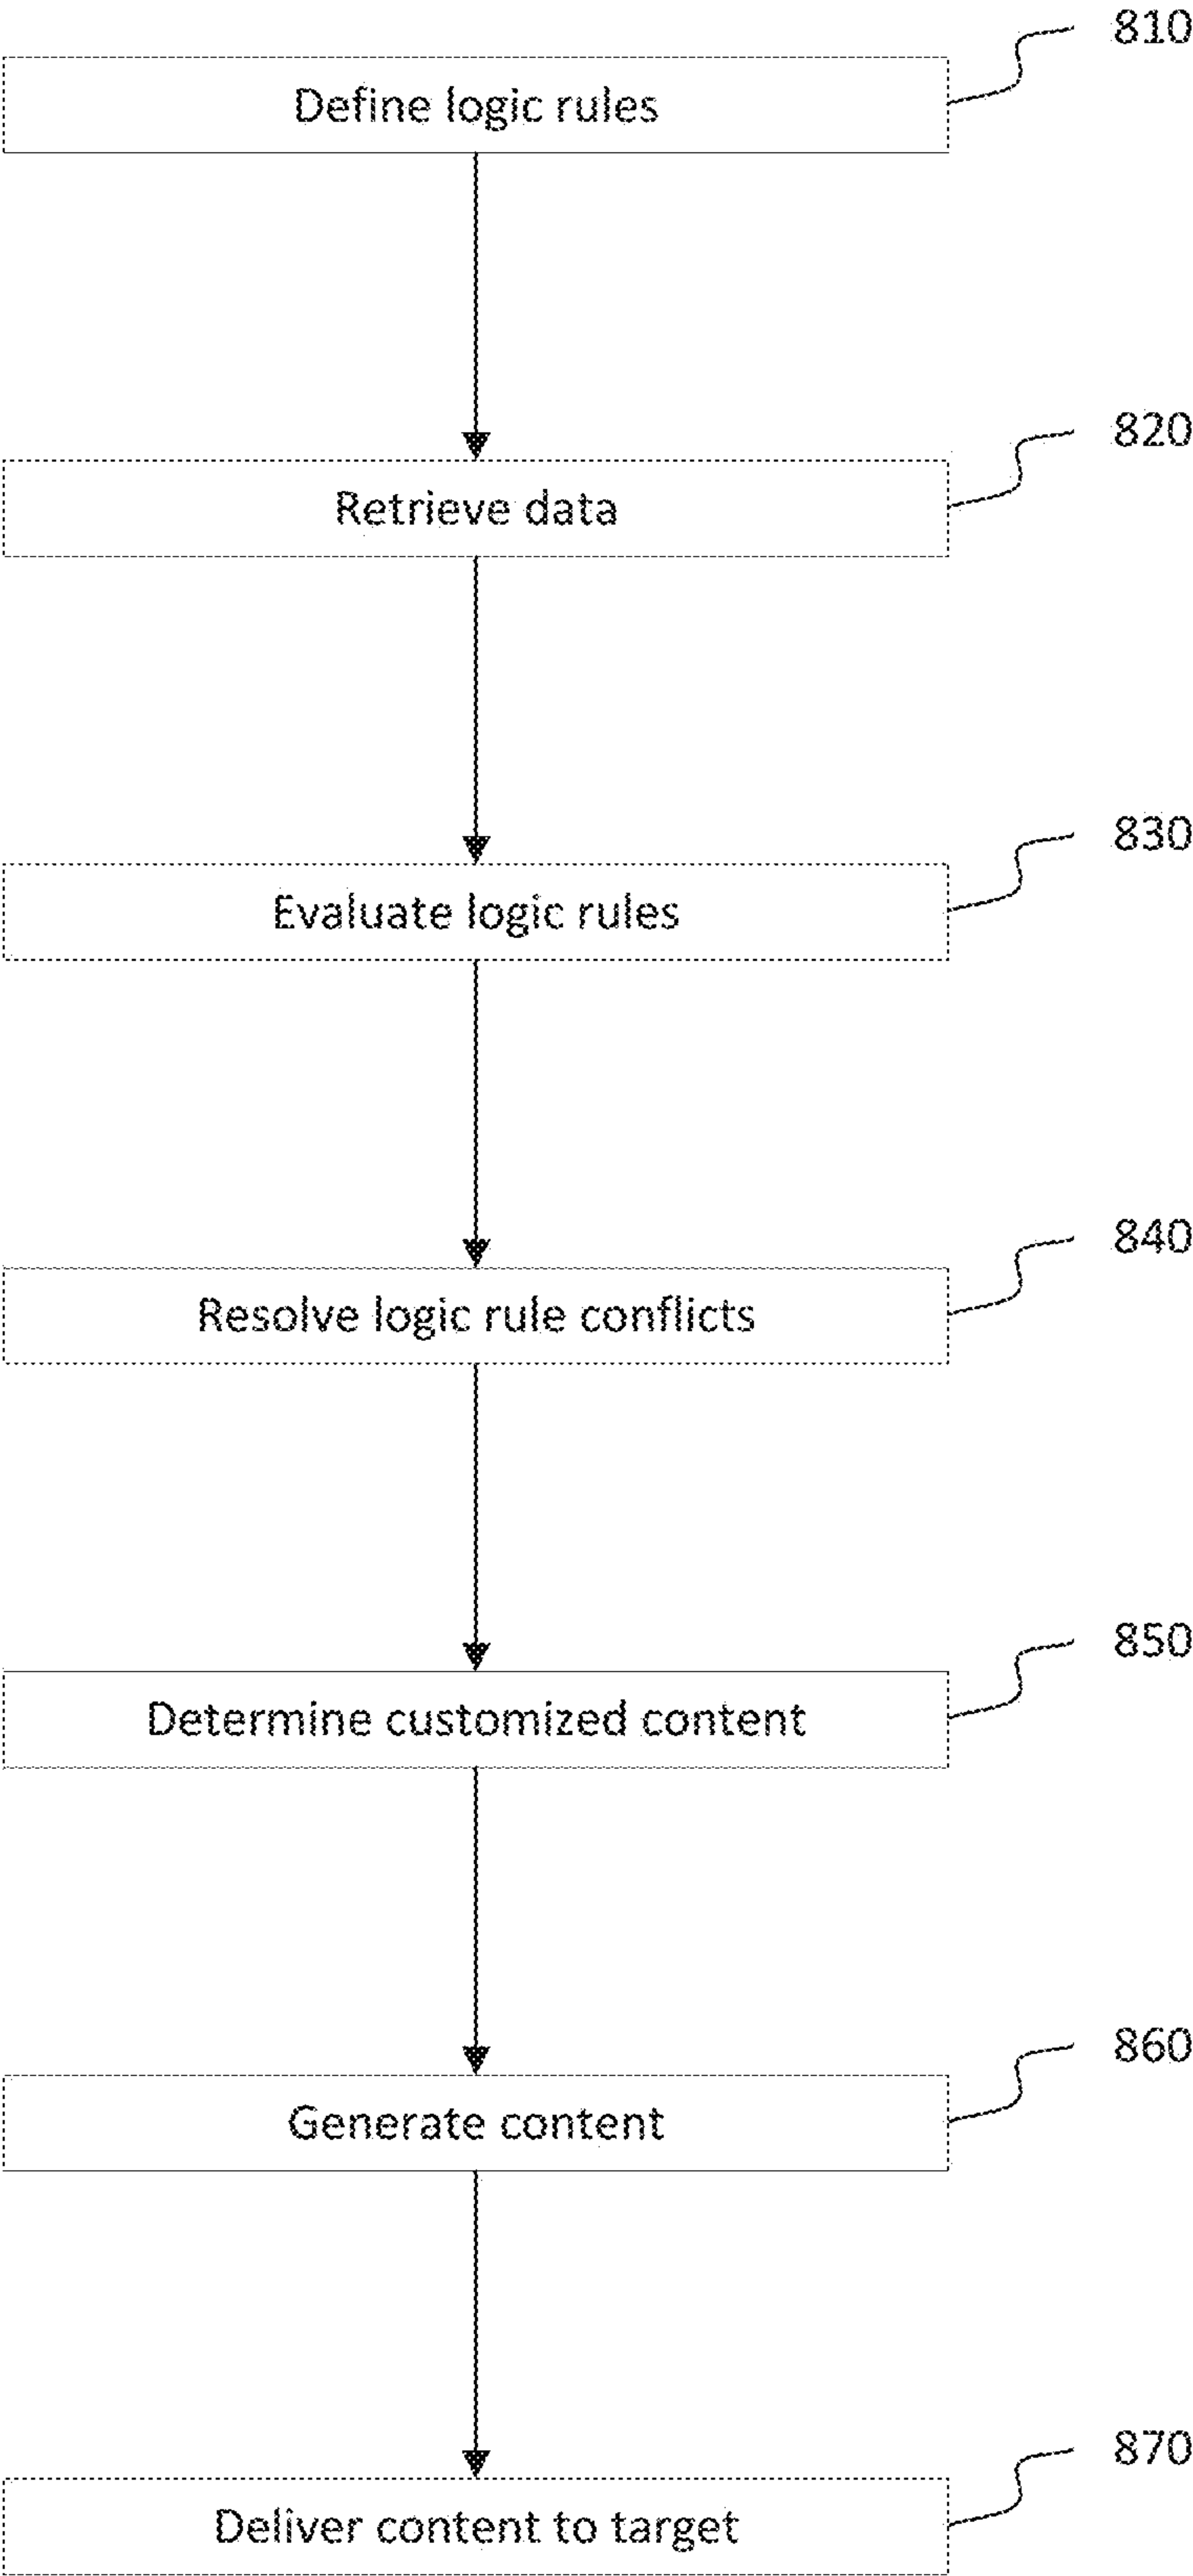 810
Define logic rules
820
Retrieve data
830
Evaluate logic rules
840
Resolve logic rule conflicts
850
Determine customized content
860
Generate content
870
Deliver content to target